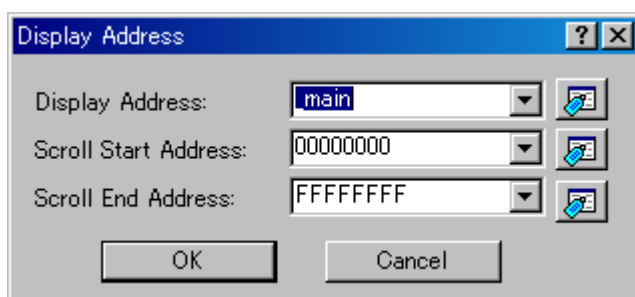 Display Address
Display Address: _main
Scroll Start Address: 00000000
Scroll End Address: FFFFFFFF
OK Cancel